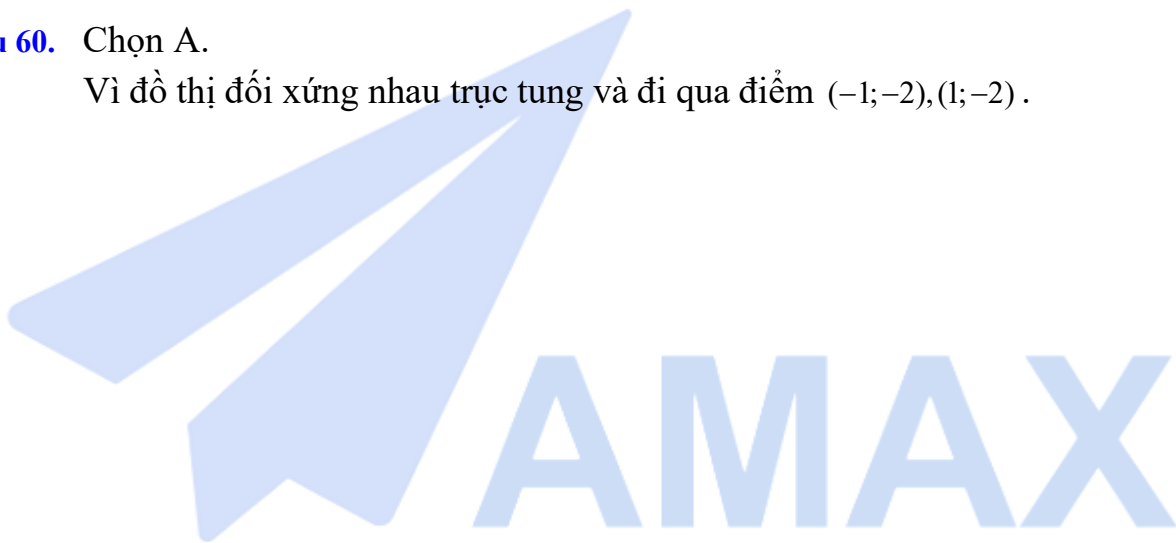 u 60. Chọn A.
Vì đồ thị đối xứng nhau trục tung và đi qua điểm (−1;−2),(1;−2).
AMAX